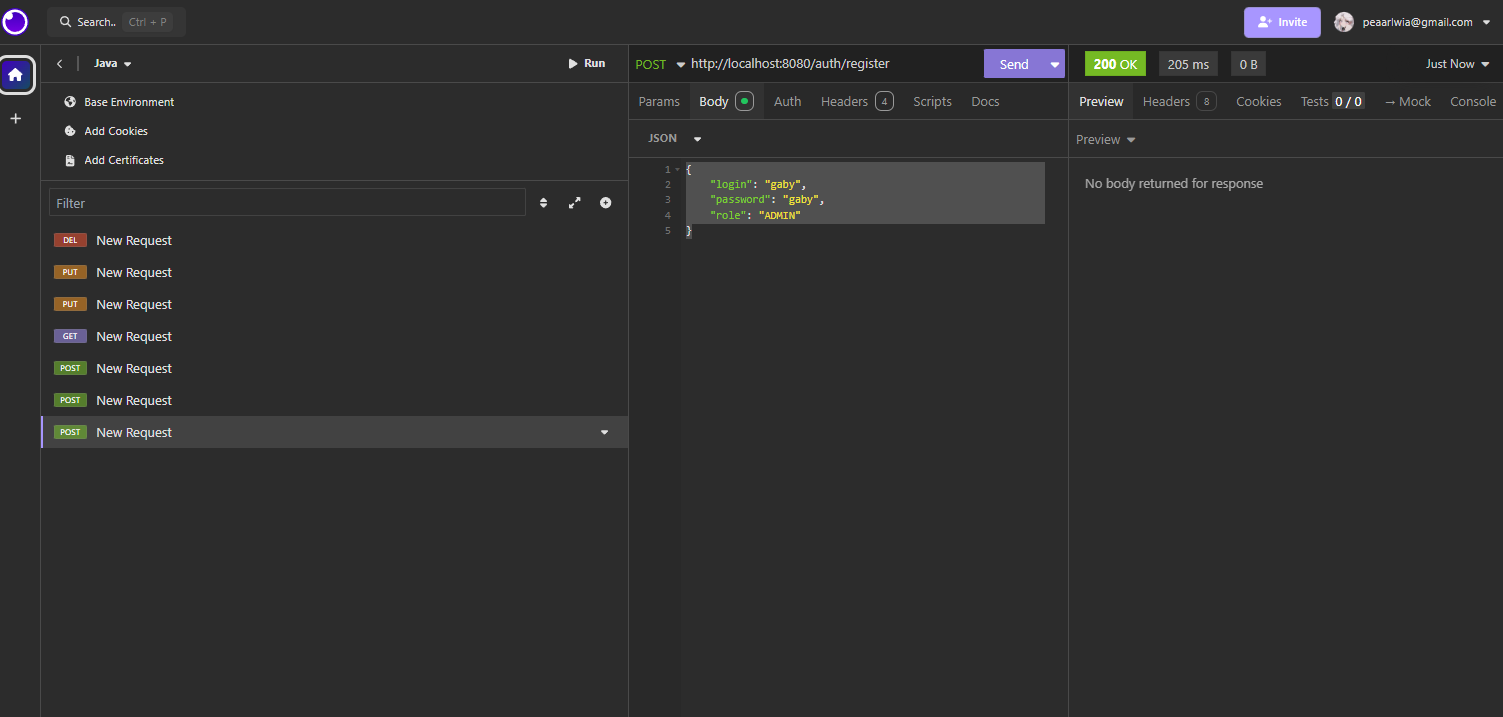 Search..
Ctrl + P
Invite
peaarlwia@gmail.com
Java
Run
Base Environment
Add Cookies
Add Certificates
Filter
DEL New Request
PUT New Request
PUT New Request
GET New Request
POST New Request
POST New Request
POST New Request
POST http://localhost:8080/auth/register Send
Params Body Auth Headers 4 Scripts Docs
JSON
1 {
2 "login": "gaby",
3 "password": "gaby",
4 "role": "ADMIN"
5 }
200 OK 205 ms 0 B Just Now
Preview Headers 8 Cookies Tests 0 / 0 → Mock Console
Preview
No body returned for response